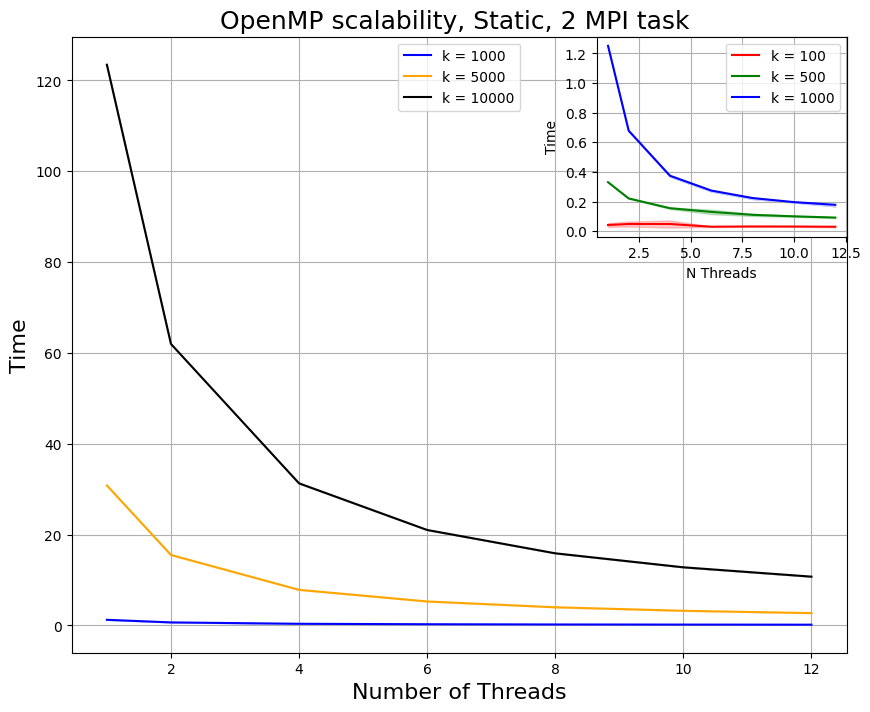 OpenMP scalability, Static, 2 MPI task
k = 1000
k = 5000
k = 10000
120
100
80
60
40
20
0
Time
2
4
6
8
10
12
Number of Threads
k = 100
k = 500
k = 1000
1.2
1.0
0.8
0.6
0.4
0.2
0.0
Time
2.5
5.0
7.5
10.0
12.5
N Threads